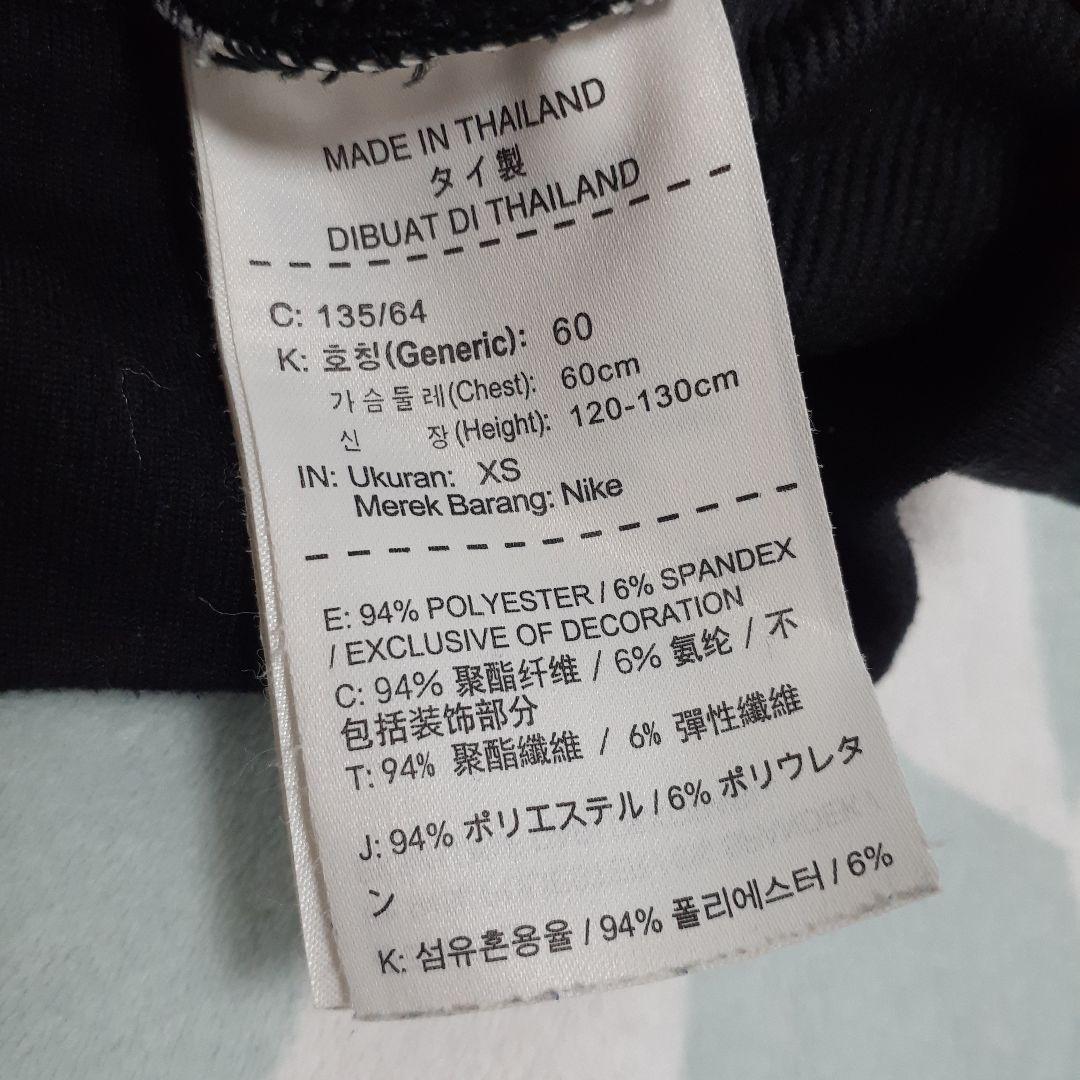 MADE IN THAILAND
タイ製
DIBUAT DI THAILAND
C: 135/64
K: 호칭(Generic): 60
가슴둘레(Chest): 60cm
신 장(Height): 120-130cm
IN: Ukuran: XS
Merek Barang: Nike
E: 94% POLYESTER / 6% SPANDEX
/ EXCLUSIVE OF DECORATION
C: 94% 聚酯纤维 / 6% 氨纶 / 不
包括装饰部分
T: 94% 聚酯纖維 / 6% 彈性纖維
J: 94% ポリエステル / 6% ポリウレタ
ン
K: 섬유혼용율 / 94% 폴리에스터 / 6%